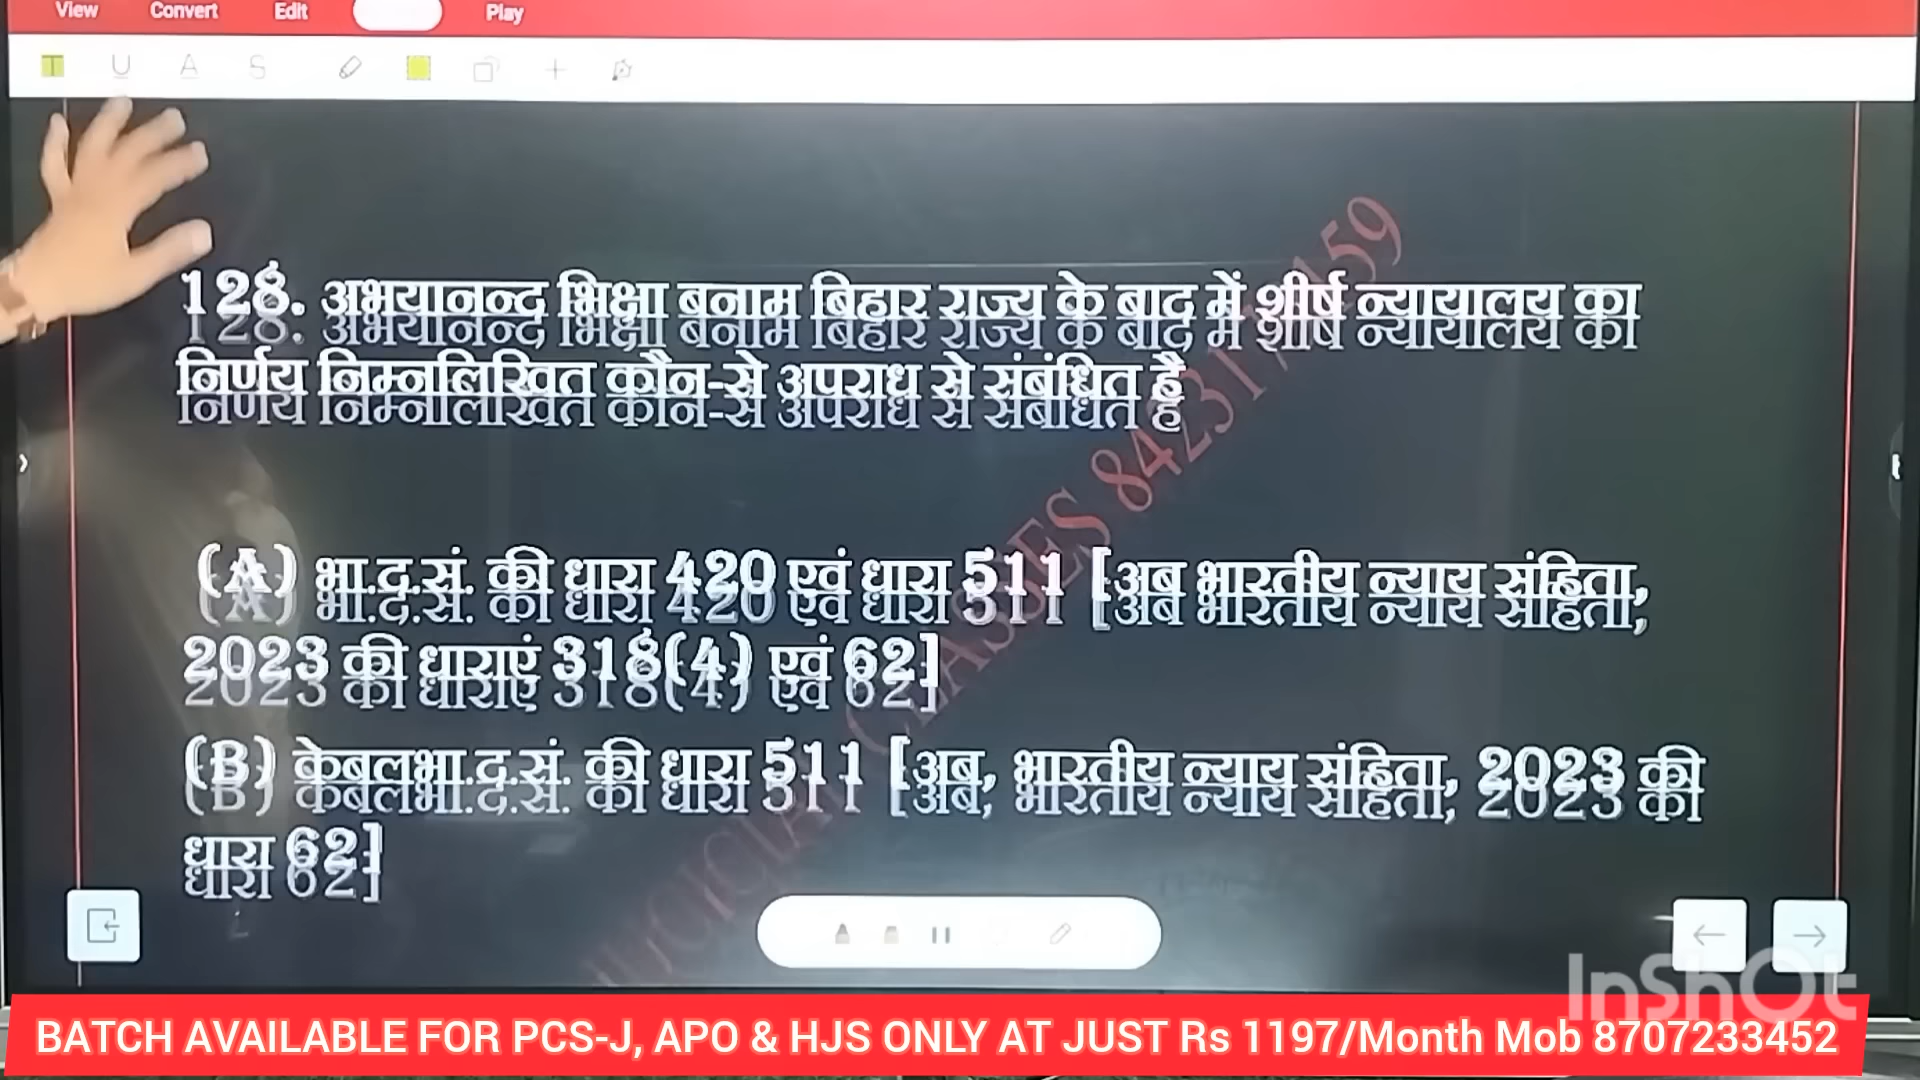 View Convert Edit Play
T U A S
128. अभयानन्द भिक्षा बनाम बिहार राज्य के बाद में शीर्ष न्यायालय का
निर्णय निम्नलिखित कौन-से अपराध से संबंधित है
(A) भा.द.सं. की धारा 420 एवं धारा 511 [अब भारतीय न्याय संहिता,
2023 की धाराएं 318(4) एवं 62]
(B) केबलभा.द.सं. की धारा 511 [अब, भारतीय न्याय संहिता, 2023 की
धारा 62]
InShOt
BATCH AVAILABLE FOR PCS-J, APO & HJS ONLY AT JUST Rs 1197/Month Mob 8707233452